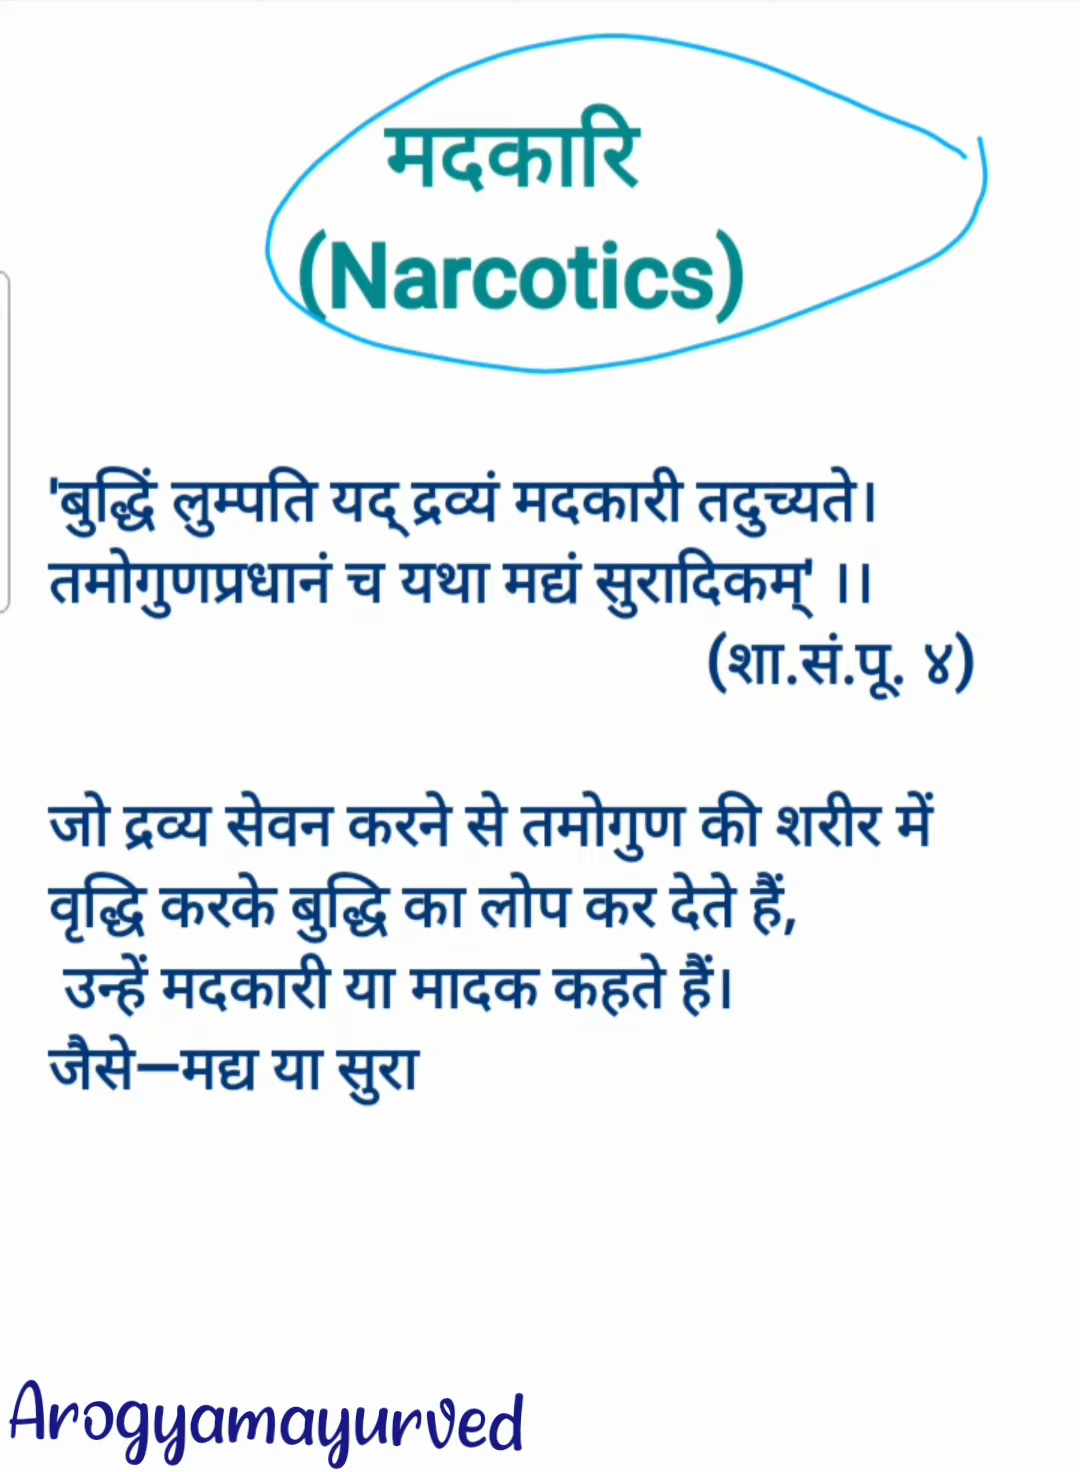 मदकारि
(Narcotics)
'बुद्धिं लुम्पति यद् द्रव्यं मदकारी तदुच्यते।
तमोगुणप्रधानं च यथा मद्यं सुरादिकम्' ।।
(शा.सं.पू. ४)
जो द्रव्य सेवन करने से तमोगुण की शरीर में
वृद्धि करके बुद्धि का लोप कर देते हैं,
उन्हें मदकारी या मादक कहते हैं।
जैसे–मद्य या सुरा
Arogyamayurved